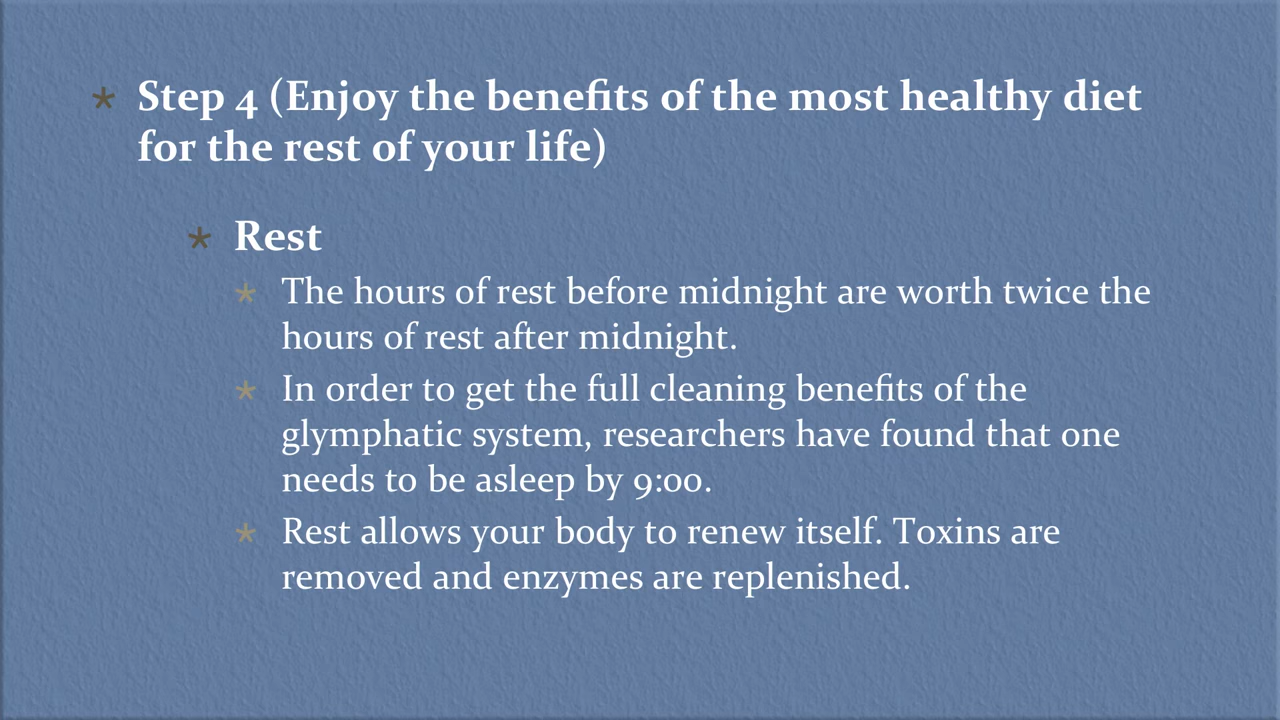 * Step 4 (Enjoy the benefits of the most healthy diet
for the rest of your life)
* Rest
* The hours of rest before midnight are worth twice the
hours of rest after midnight.
* In order to get the full cleaning benefits of the
glymphatic system, researchers have found that one
needs to be asleep by 9:00.
* Rest allows your body to renew itself. Toxins are
removed and enzymes are replenished.